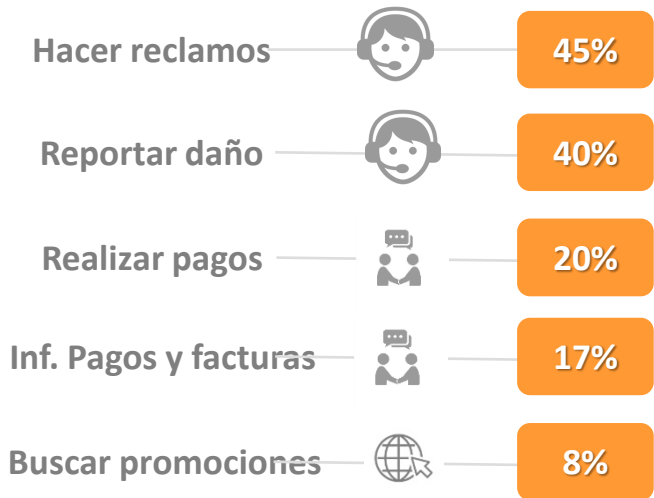 Hacer reclamos 45%
Reportar daño 40%
Realizar pagos 20%
Inf. Pagos y facturas 17%
Buscar promociones 8%